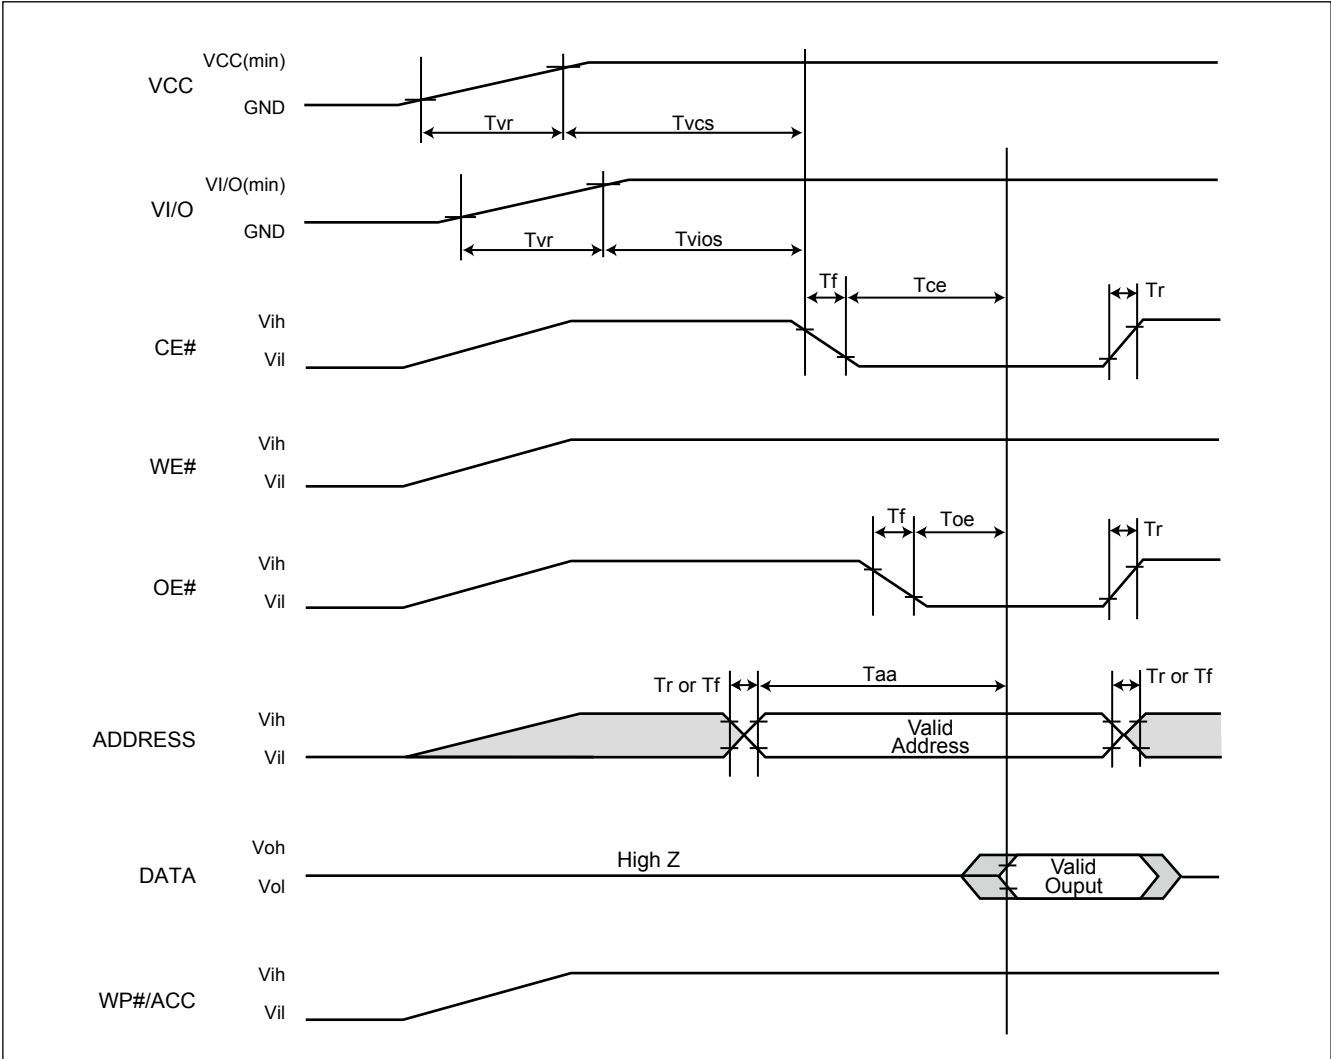 VCC(min)
VCC
GND
Tvr
Tvcs
VI/O(min)
VI/O
GND
Tvr
Tvios
Tf
Tce
Tr
Vih
CE#
Vil
Vih
WE#
Vil
Tf
Toe
Tr
Vih
OE#
Vil
Tr or Tf
Taa
Tr or Tf
Vih
ADDRESS
Valid
Address
Vil
Voh
High Z
DATA
Valid
Ouput
Vol
Vih
WP#/ACC
Vil